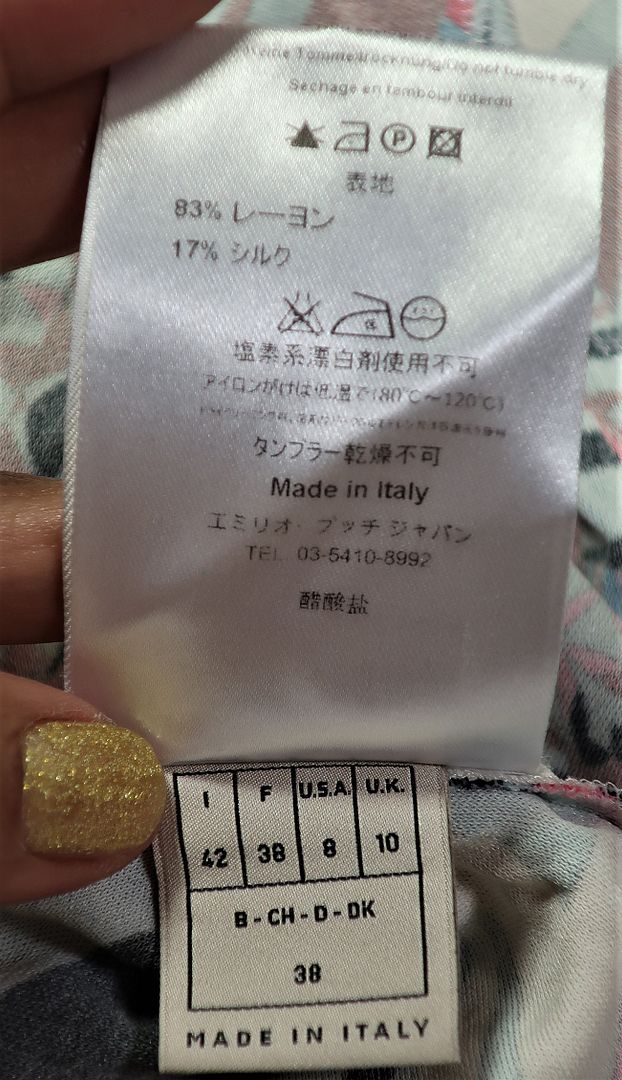 Keine Tommeltrocknung/Do not tumble dry
Sechage en tambour interdit
P
表地
83% レーヨン
17% シルク
塩素系漂白剤使用不可
アイロンがけは低温で(80℃~120℃)
タンブラー乾燥不可
Made in Italy
エミリオ・プッチ ジャパン
TEL 03-5410-8992
醋酸盐
I F U.S.A. U.K.
42 38 8 10
B - CH - D - DK
38
MADE IN ITALY